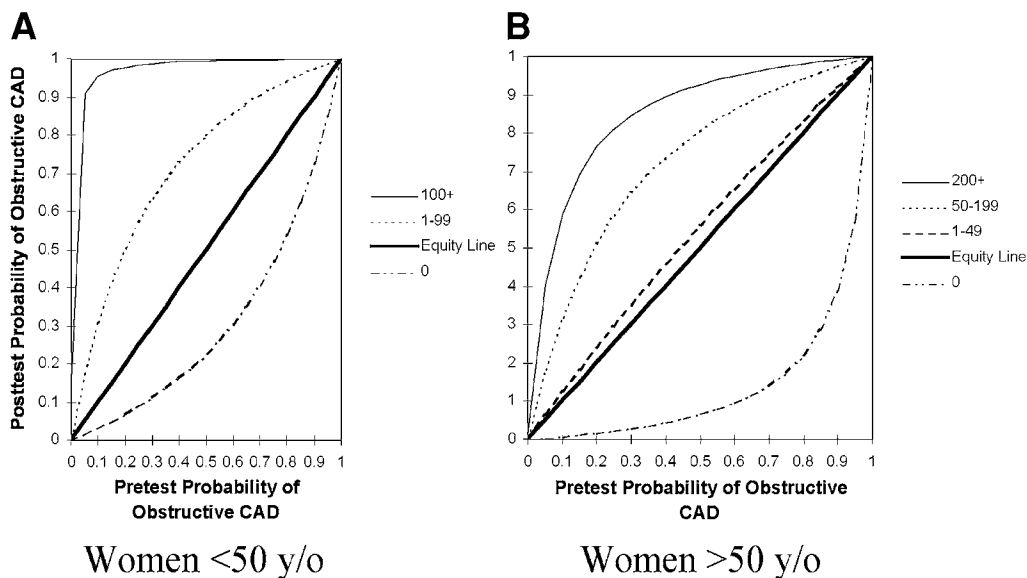 A
B
Posttest Probability of Obstructive CAD
1
0.9
0.8
0.7
0.6
0.5
0.4
0.3
0.2
0.1
0
0 0.1 0.2 0.3 0.4 0.5 0.6 0.7 0.8 0.9 1
Pretest Probability of
Obstructive CAD
100+
1-99
Equity Line
0
Women <50 y/o
1
9
8
7
6
5
4
3
2
1
0
0 0.1 0.2 0.3 0.4 0.5 0.6 0.7 0.8 0.9 1
Pretest Probability of Obstructive
CAD
200+
50-199
1-49
Equity Line
0
Women >50 y/o